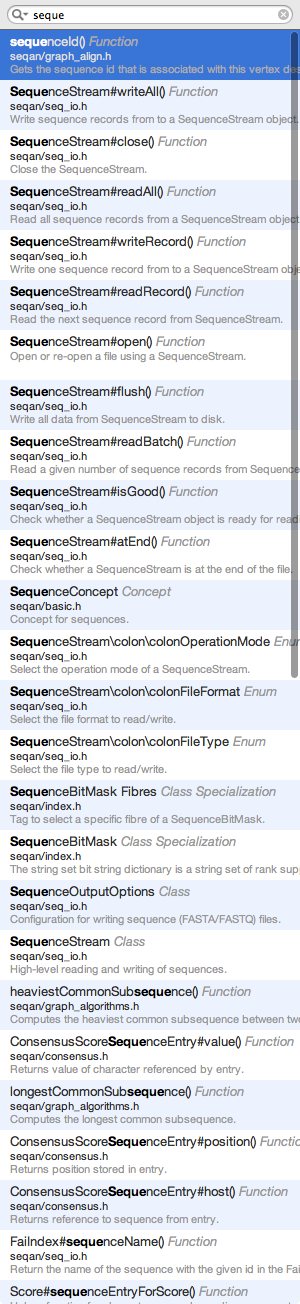 seque
sequenceId() Function
seqan/graph_align.h
Gets the sequence id that is associated with this vertex des
SequenceStream#writeAll() Function
seqan/seq_io.h
Write sequence records from to a SequenceStream object.
SequenceStream#close() Function
seqan/seq_io.h
Close the SequenceStream.
SequenceStream#readAll() Function
seqan/seq_io.h
Read all sequence records from a SequenceStream object
SequenceStream#writeRecord() Function
seqan/seq_io.h
Write one sequence record from to a SequenceStream obje
SequenceStream#readRecord() Function
seqan/seq_io.h
Read the next sequence record from SequenceStream.
SequenceStream#open() Function
Open or re-open a file using a SequenceStream.
SequenceStream#flush() Function
seqan/seq_io.h
Write all data from SequenceStream to disk.
SequenceStream#readBatch() Function
seqan/seq_io.h
Read a given number of sequence records from Sequence
SequenceStream#isGood() Function
seqan/seq_io.h
Check whether a SequenceStream object is ready for read
SequenceStream#atEnd() Function
seqan/seq_io.h
Check whether a SequenceStream is at the end of the file.
SequenceConcept Concept
seqan/basic.h
Concept for sequences.
SequenceStream\colon\colonOperationMode Enum
seqan/seq_io.h
Select the operation mode of a SequenceStream.
SequenceStream\colon\colonFileFormat Enum
seqan/seq_io.h
Select the file format to read/write.
SequenceStream\colon\colonFileType Enum
seqan/seq_io.h
Select the file type to read/write.
SequenceBitMask Fibres Class Specialization
seqan/index.h
Tag to select a specific fibre of a SequenceBitMask.
SequenceBitMask Class Specialization
seqan/index.h
The string set bit string dictionary is a string set of rank supp
SequenceOutputOptions Class
seqan/seq_io.h
Configuration for writing sequence (FASTA/FASTQ) files.
SequenceStream Class
seqan/seq_io.h
High-level reading and writing of sequences.
heaviestCommonSubsequence() Function
seqan/graph_algorithms.h
Computes the heaviest common subsequence between two
ConsensusScoreSequenceEntry#value() Function
seqan/consensus.h
Returns value of character referenced by entry.
longestCommonSubsequence() Function
seqan/graph_algorithms.h
Computes the longest common subsequence.
ConsensusScoreSequenceEntry#position() Functio
seqan/consensus.h
Returns position stored in entry.
ConsensusScoreSequenceEntry#host() Function
seqan/consensus.h
Returns reference to sequence from entry.
FaiIndex#sequenceName() Function
seqan/seq_io.h
Return the name of the sequence with the given id in the Fai
Score#sequenceEntryForScore() Function